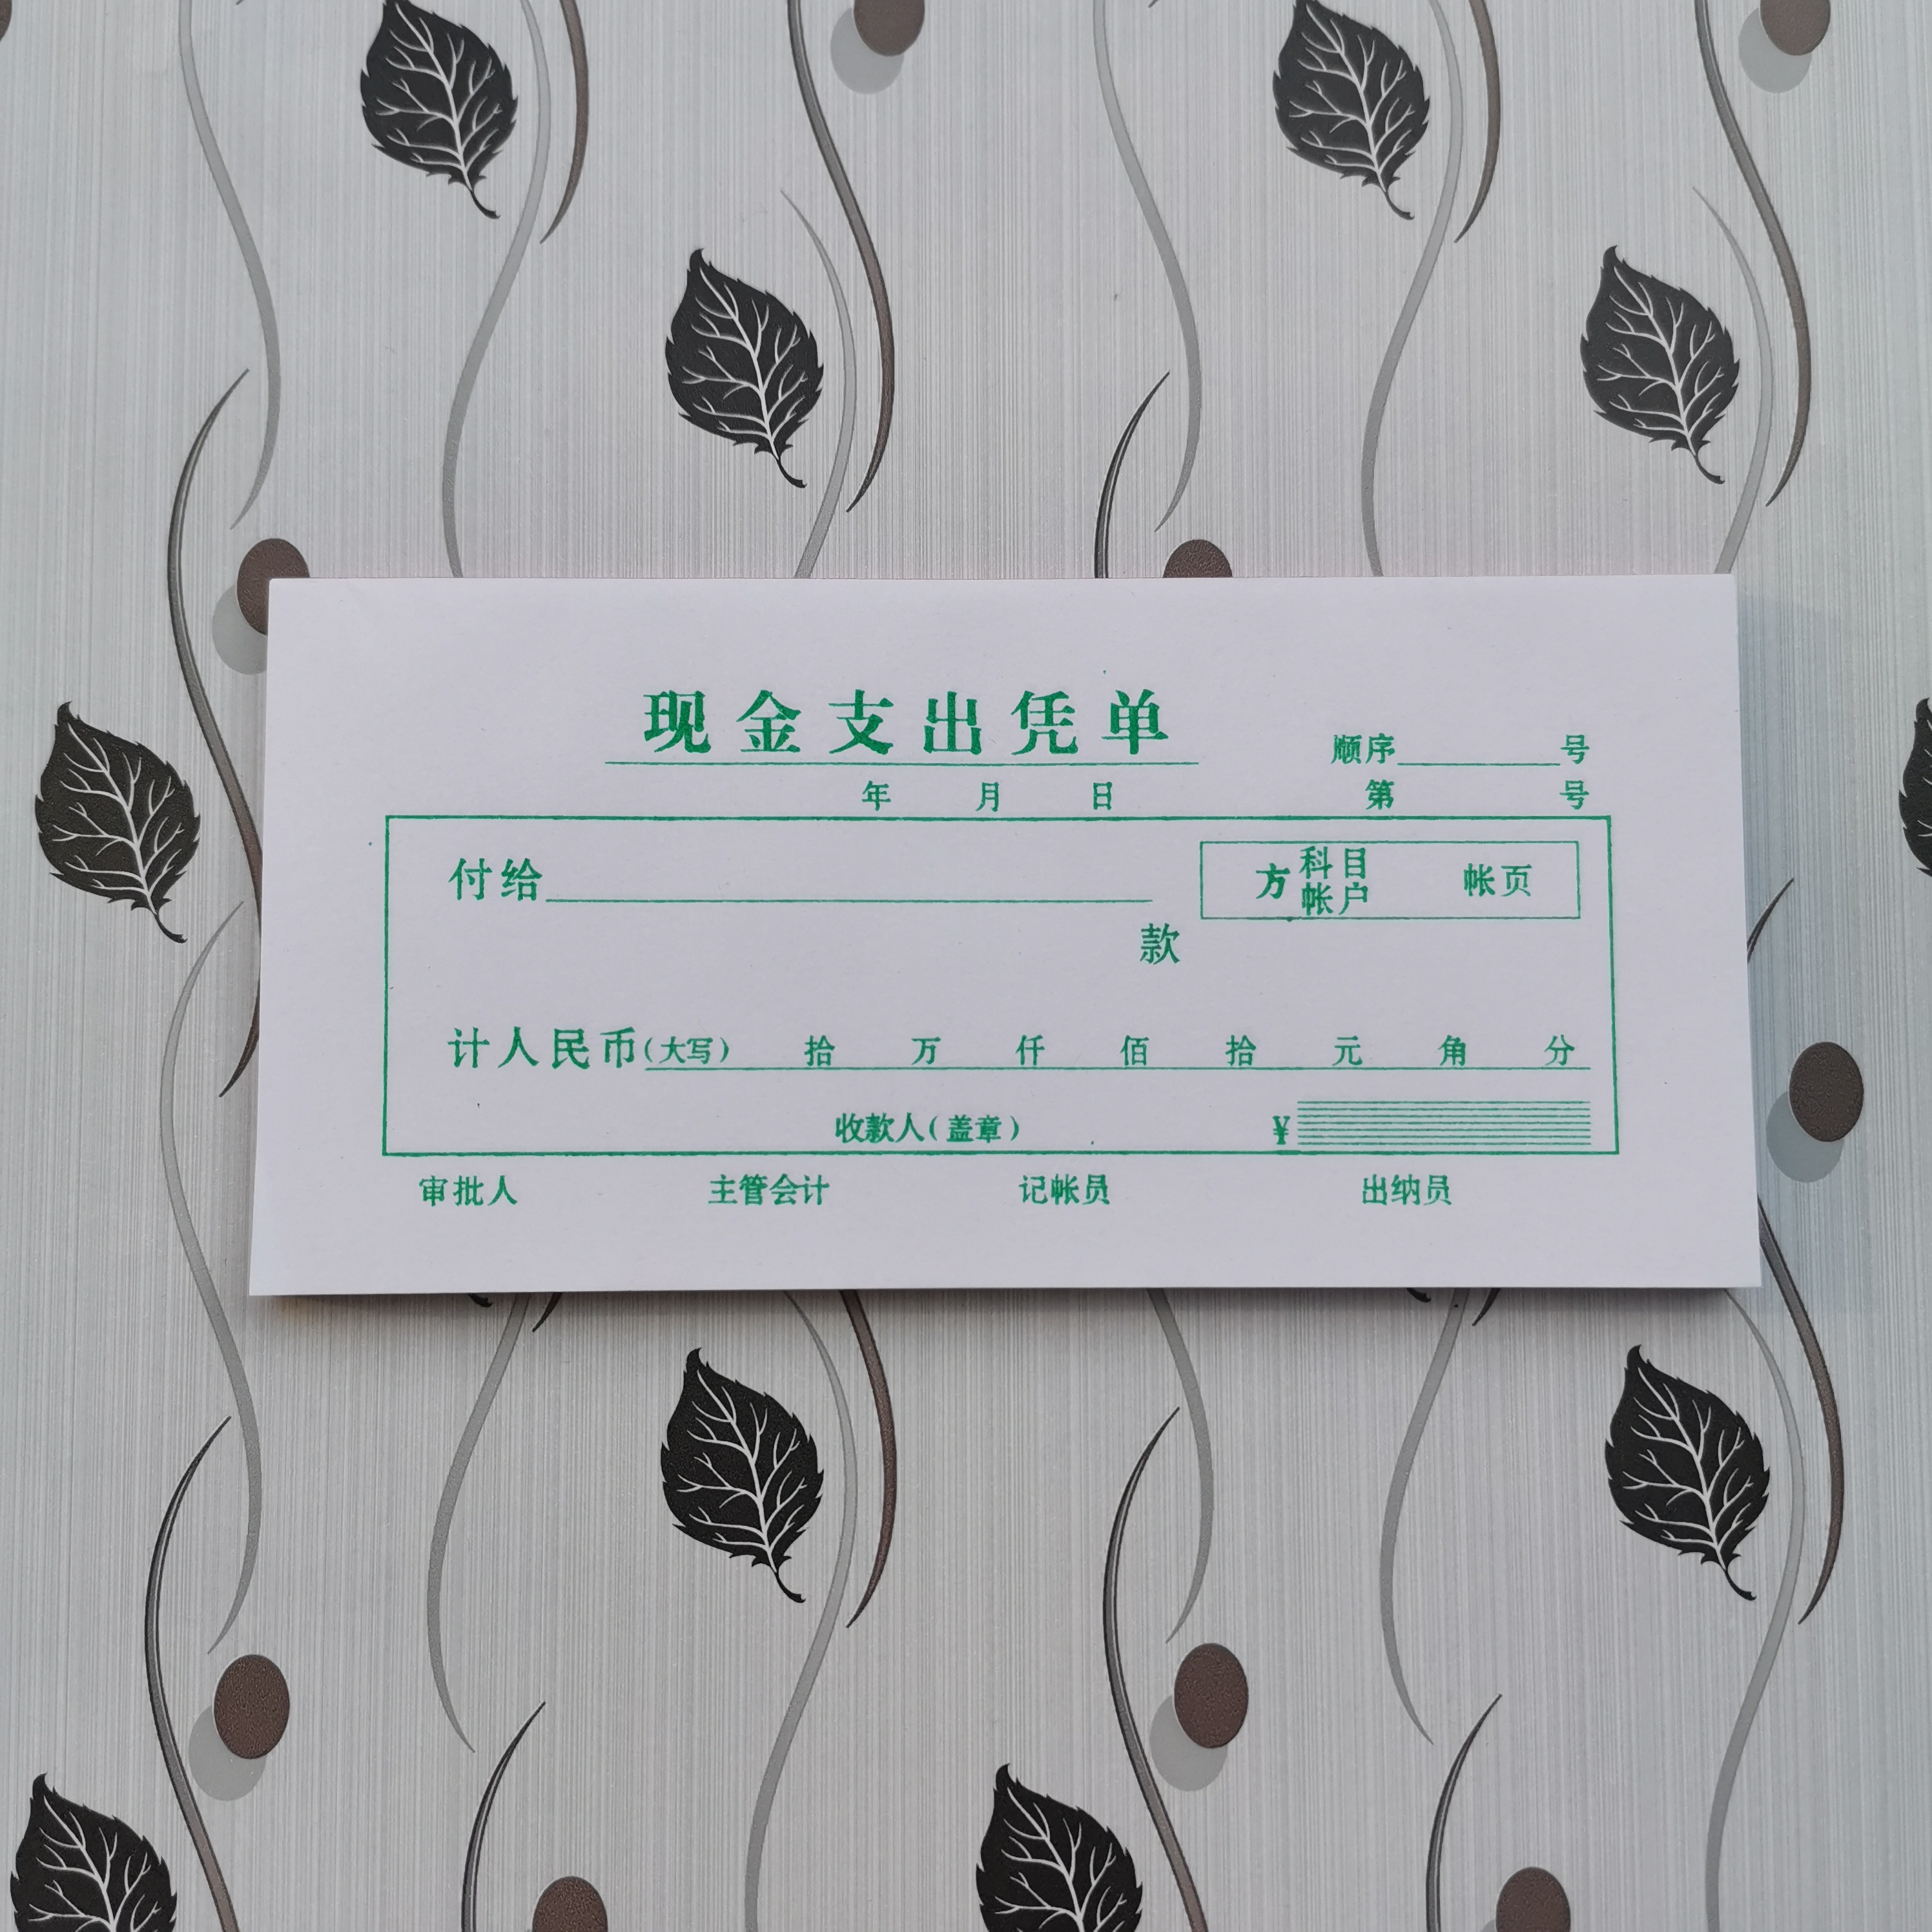 现金支出凭单
顺序 号
年 月 日 第 号
付给 方 科目 帐户 帐页
款
计人民币(大写) 拾 万 仟 佰 拾 元 角 分
收款人(盖章) ¥
审批人 主管会计 记帐员 出纳员